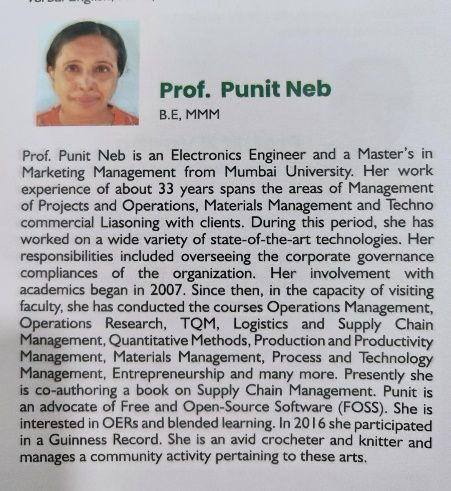 Prof. Punit Neb
B.E, MMM
Prof. Punit Neb is an Electronics Engineer and a Master's in
Marketing Management from Mumbai University. Her work
experience of about 33 years spans the areas of Management
of Projects and Operations, Materials Management and Techno
commercial Liasoning with clients. During this period, she has
worked on a wide variety of state-of-the-art technologies. Her
responsibilities included overseeing the corporate governance
compliances of the organization. Her involvement with
academics began in 2007. Since then, in the capacity of visiting
faculty, she has conducted the courses Operations Management,
Operations Research, TQM, Logistics and Supply Chain
Management, Quantitative Methods, Production and Productivity
Management, Materials Management, Process and Technology
Management, Entrepreneurship and many more. Presently she
is co-authoring a book on Supply Chain Management. Punit is
an advocate of Free and Open-Source Software (FOSS). She is
interested in OERs and blended learning. In 2016 she participated
in a Guinness Record. She is an avid crocheter and knitter and
manages a community activity pertaining to these arts.